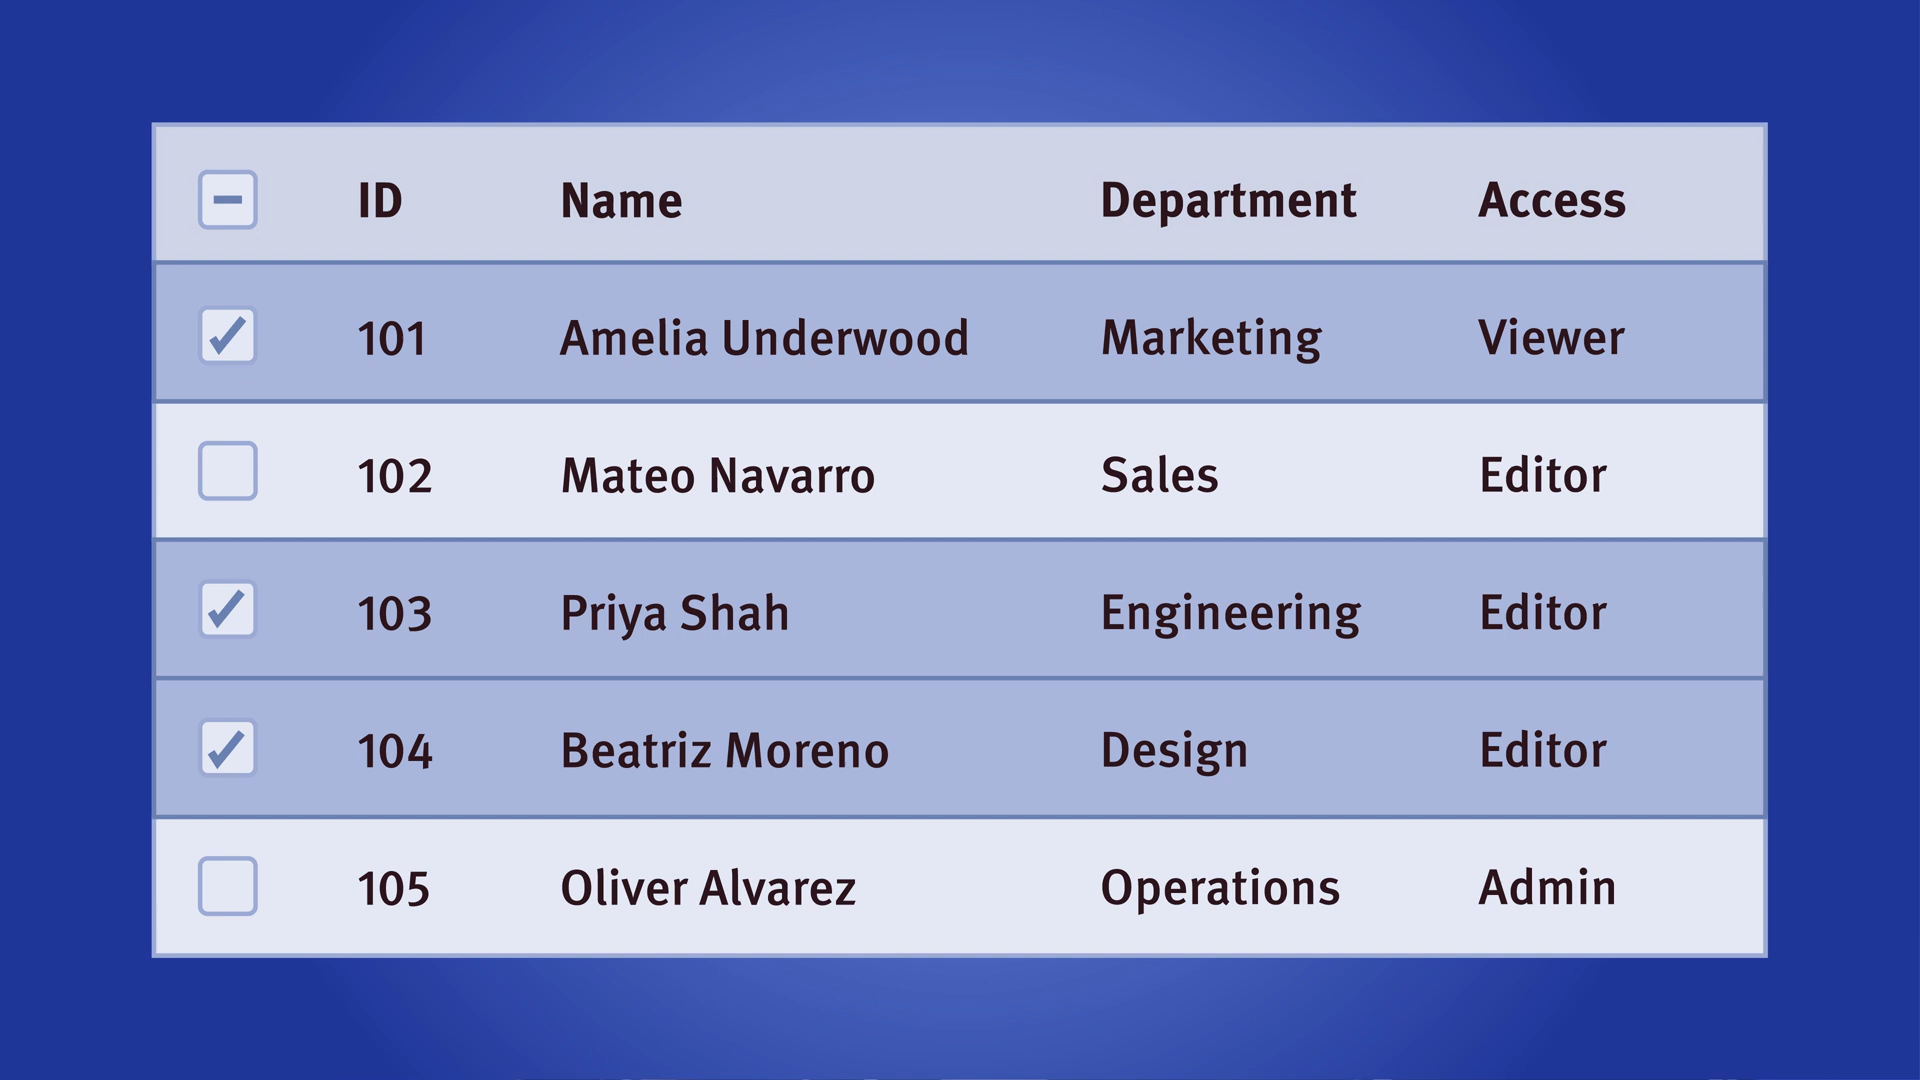 ID Name Department Access
101 Amelia Underwood Marketing Viewer
102 Mateo Navarro Sales Editor
103 Priya Shah Engineering Editor
104 Beatriz Moreno Design Editor
105 Oliver Alvarez Operations Admin